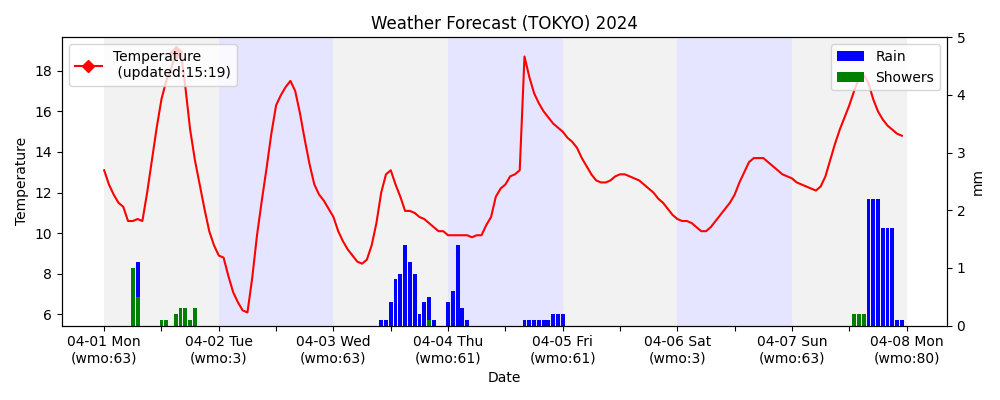 Weather Forecast (TOKYO) 2024
Temperature
(updated:15:19)
Rain
Showers
18
16
14
12
10
8
6
Temperature
5
4
3
2
1
0
mm
04-01 Mon
(wmo:63)
04-02 Tue
(wmo:3)
04-03 Wed
(wmo:63)
04-04 Thu
(wmo:61)
04-05 Fri
(wmo:61)
04-06 Sat
(wmo:3)
04-07 Sun
(wmo:63)
04-08 Mon
(wmo:80)
Date